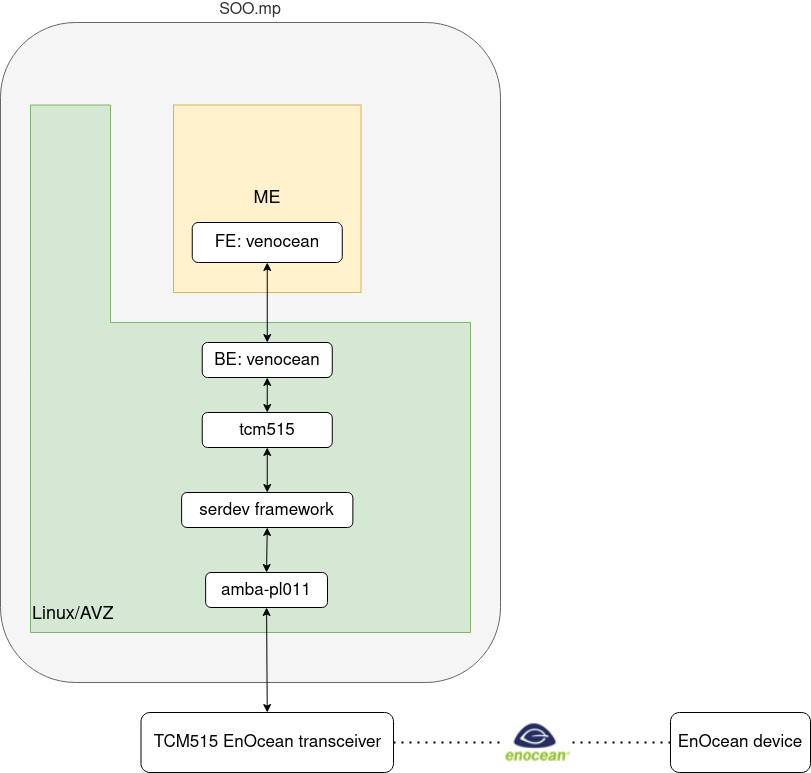 SOO.mp
ME
FE: venocean
BE: venocean
tcm515
serdev framework
amba-pl011
Linux/AVZ
TCM515 EnOcean transceiver
enocean®
EnOcean device